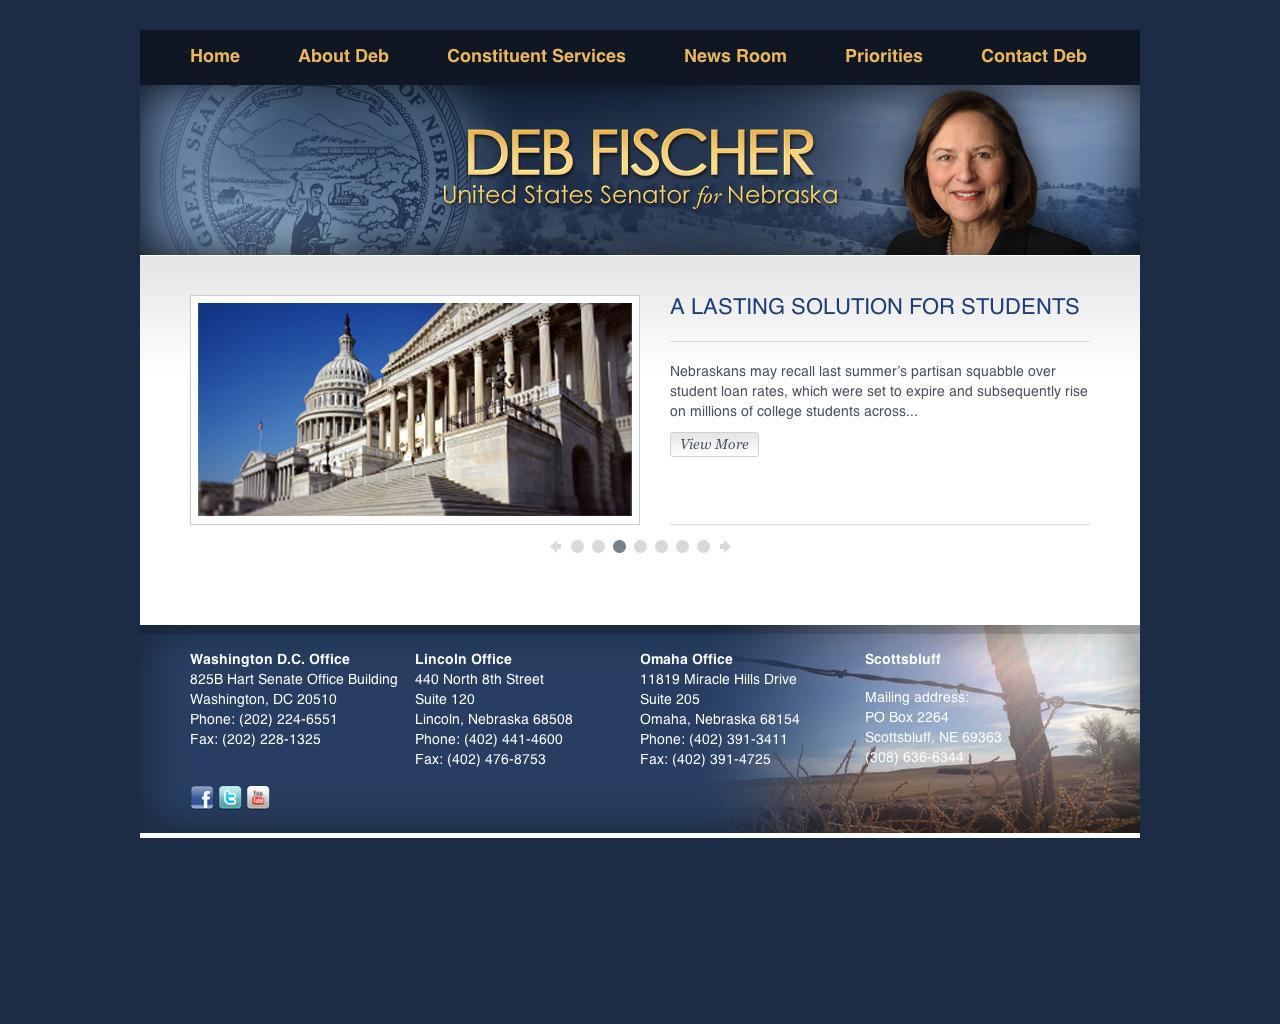 Home About Deb Constituent Services News Room Priorities Contact Deb
GREAT SEAL OF NEBRASKA
EQUALITY THE LAW
DEB FISCHER
United States Senator for Nebraska
A LASTING SOLUTION FOR STUDENTS
Nebraskans may recall last summer’s partisan squabble over
student loan rates, which were set to expire and subsequently rise
on millions of college students across...
View More
Washington D.C. Office
825B Hart Senate Office Building
Washington, DC 20510
Phone: (202) 224-6551
Fax: (202) 228-1325
Lincoln Office
440 North 8th Street
Suite 120
Lincoln, Nebraska 68508
Phone: (402) 441-4600
Fax: (402) 476-8753
Omaha Office
11819 Miracle Hills Drive
Suite 205
Omaha, Nebraska 68154
Phone: (402) 391-3411
Fax: (402) 391-4725
Scottsbluff
Mailing address:
PO Box 2264
Scottsbluff, NE 69363
(308) 636-6344
You Tube